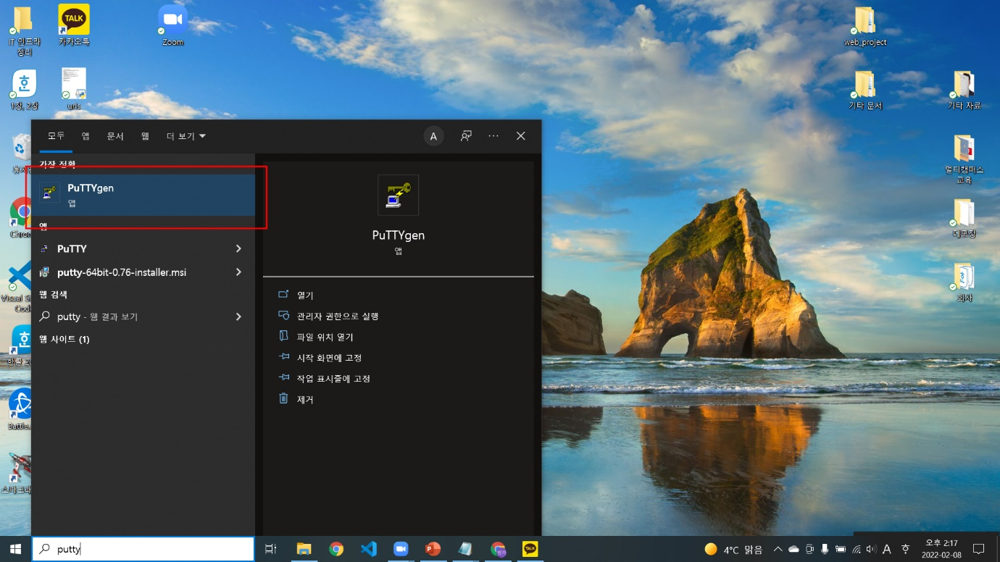 IT 인프라
정리
카카오톡
Zoom
web_project
1장, 2장
uris
기타 문서
기타 자료
멀티캠퍼스
교육
메모장
회사
모두
앱
문서
웹
더 보기
A
가장 정확
PuTTYgen
앱
앱
PuTTY
putty-64bit-0.76-installer.msi
웹 검색
putty - 웹 결과 보기
웹 사이트 (1)
PuTTYgen
앱
열기
관리자 권한으로 실행
파일 위치 열기
시작 화면에 고정
작업 표시줄에 고정
제거
Battle.
putty
4°C 맑음
A
오후 2:17
2022-02-08